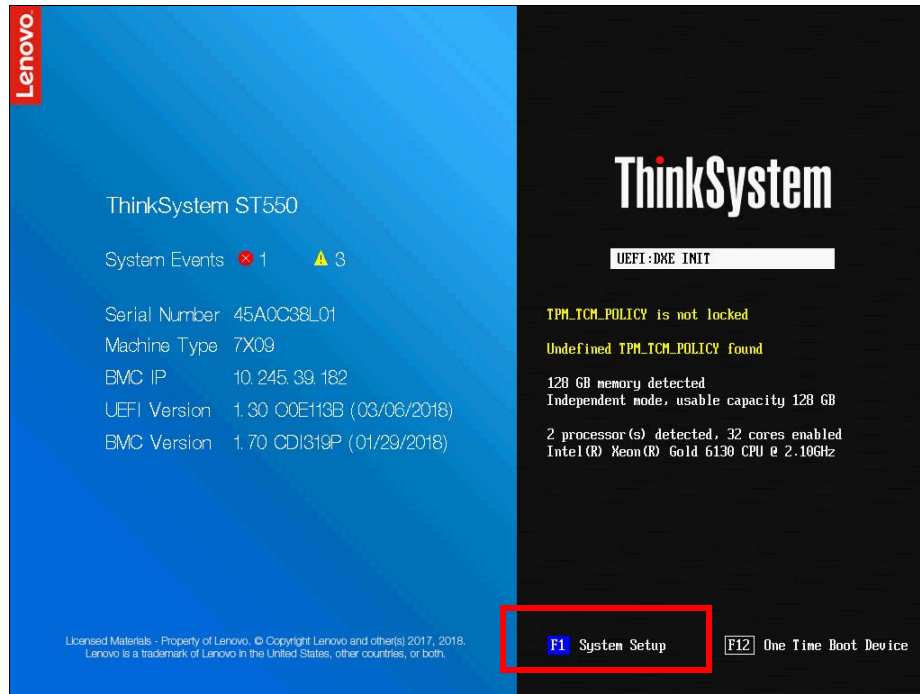 Lenovo
ThinkSystem ST550
System Events 1 3
Serial Number 45A0C38L01
Machine Type 7X09
BMC IP 10.245.39.182
UEFI Version 1.30 O0E113B (03/06/2018)
BMC Version 1.70 CDI319P (01/29/2018)
Licensed Materials - Property of Lenovo. © Copyright Lenovo and other(s) 2017, 2018.
Lenovo is a trademark of Lenovo in the United States, other countries, or both.
ThinkSystem
UEFI:DXE INIT
TPM_TCM_POLICY is not locked
Undefined TPM_TCM_POLICY found
128 GB memory detected
Independent mode, usable capacity 128 GB
2 processor(s) detected, 32 cores enabled
Intel(R) Xeon(R) Gold 6130 CPU @ 2.10GHz
F1 System Setup F12 One Time Boot Device